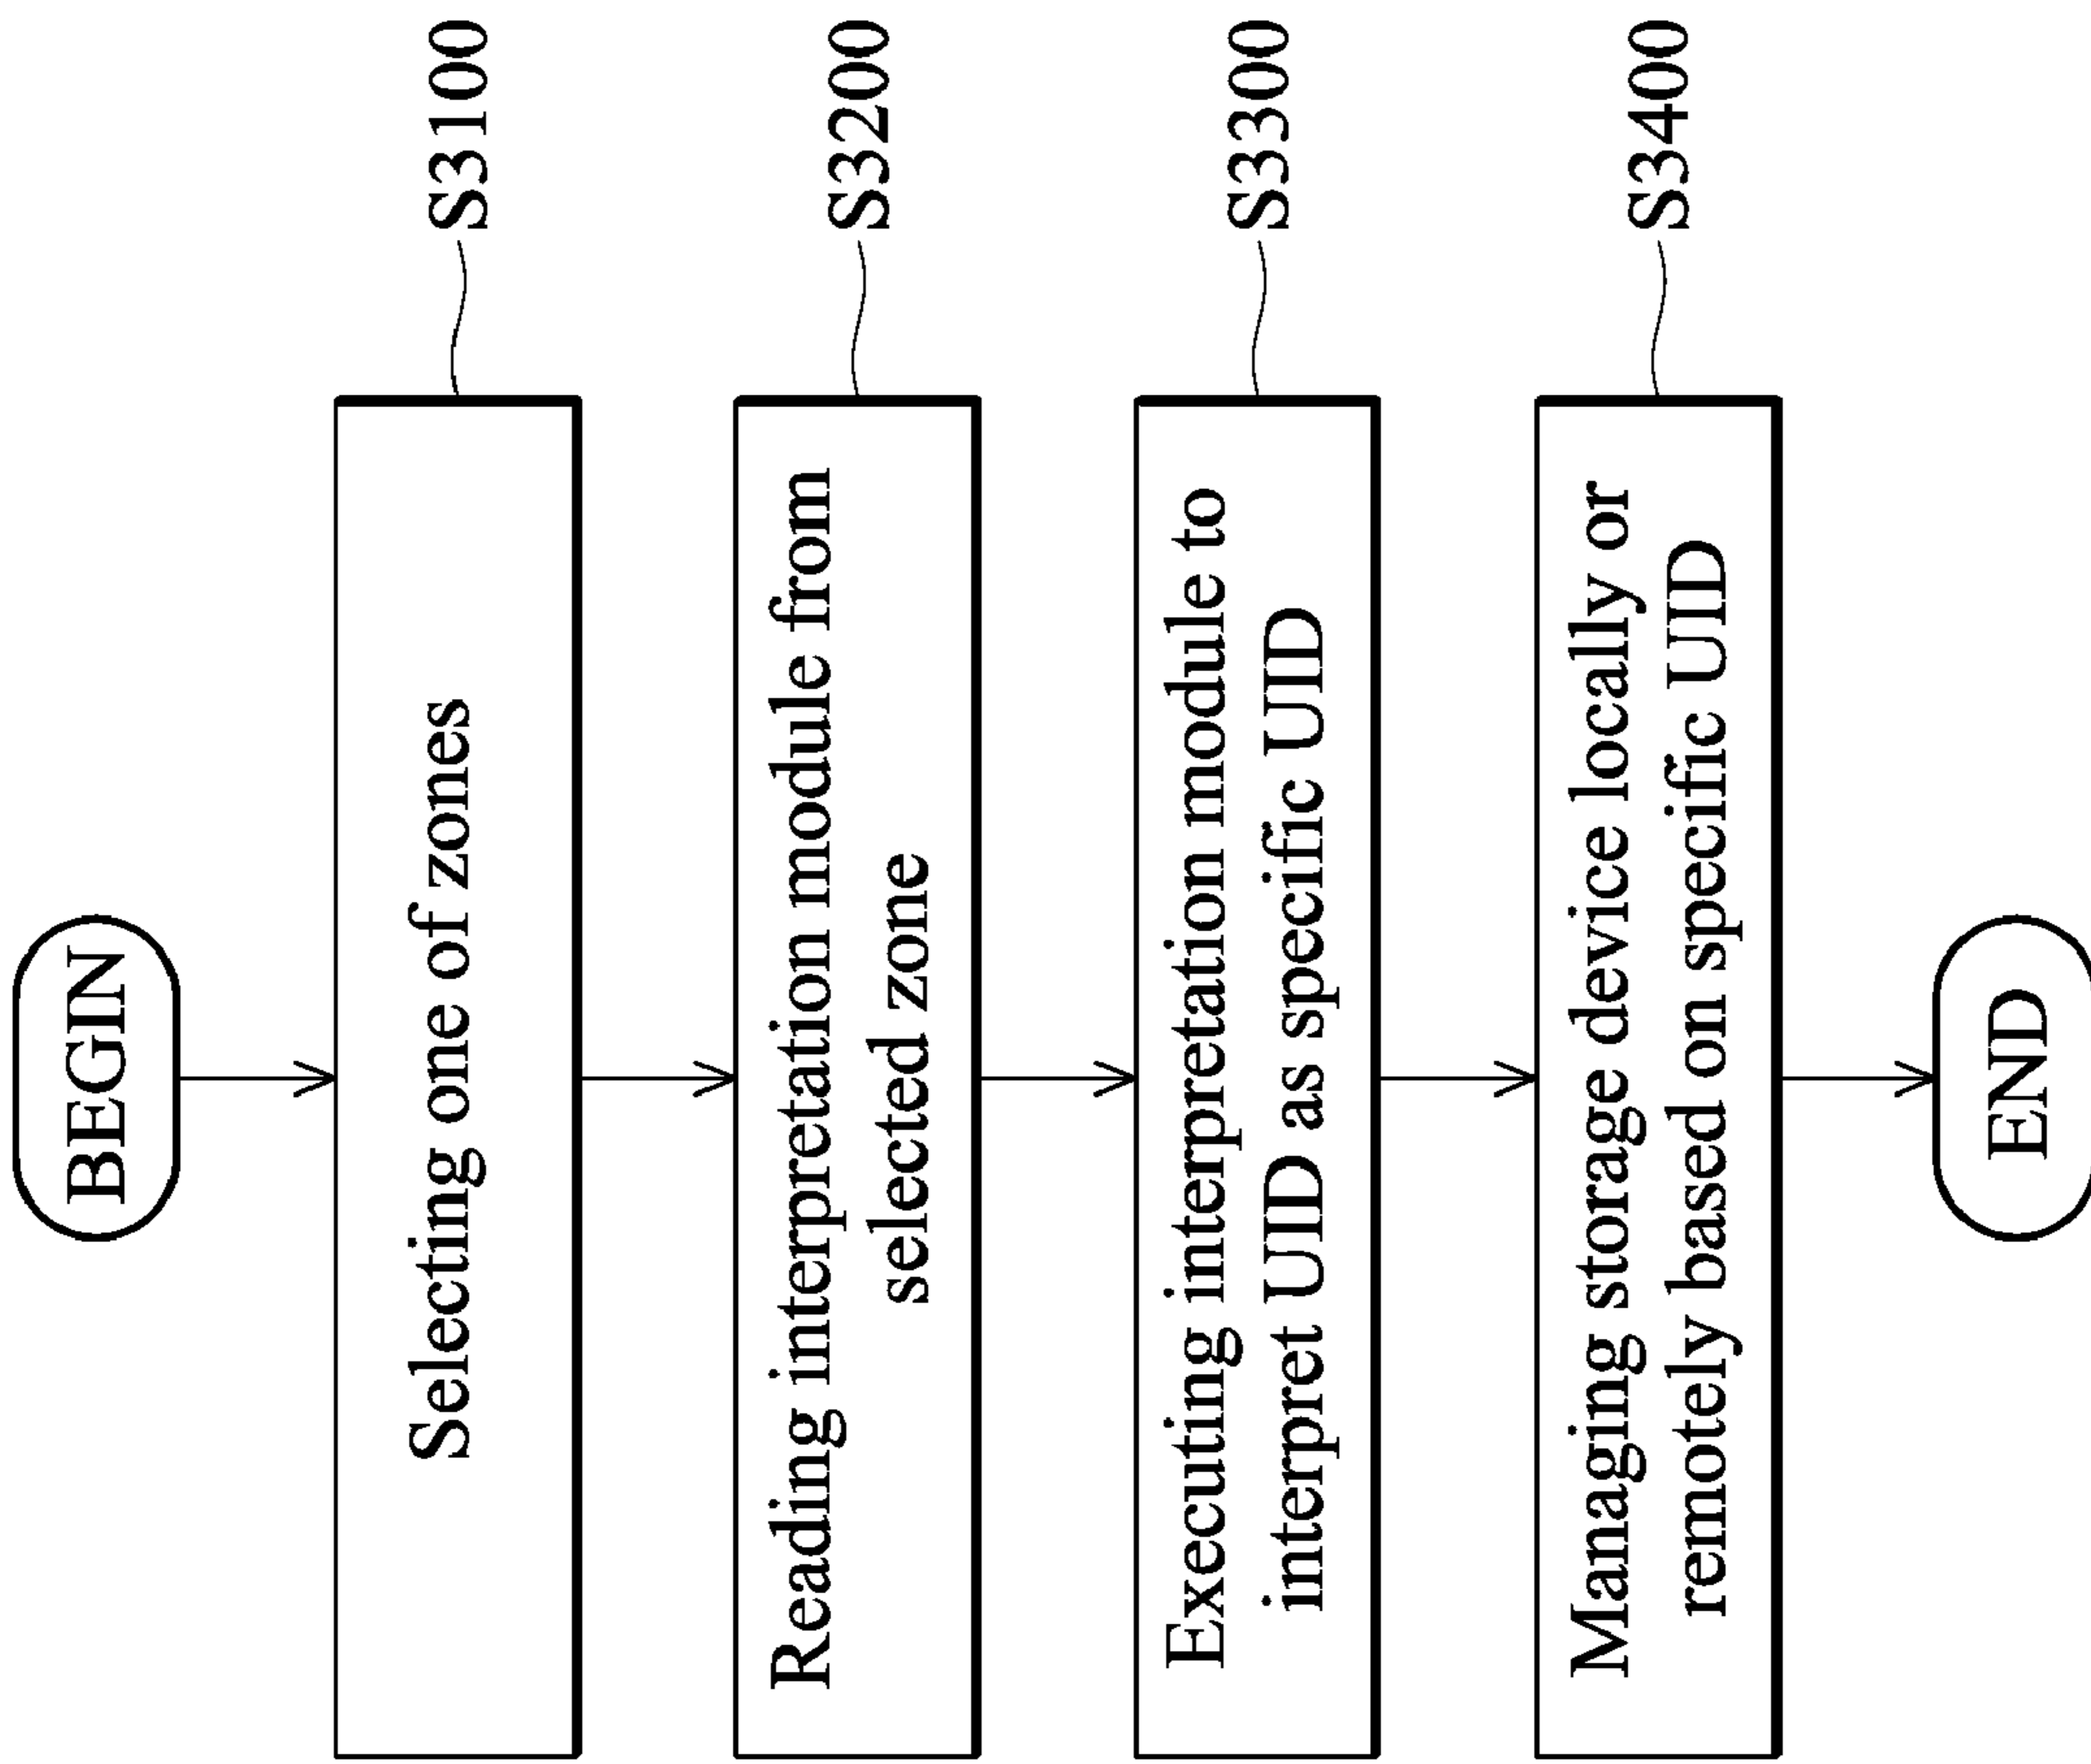 BEGIN
Selecting one of zones
S3100
Reading interpretation module from
selected zone
S3200
Executing interpretation module to
interpret UID as specific UID
S3300
Managing storage device locally or
remotely based on specific UID
S3400
END